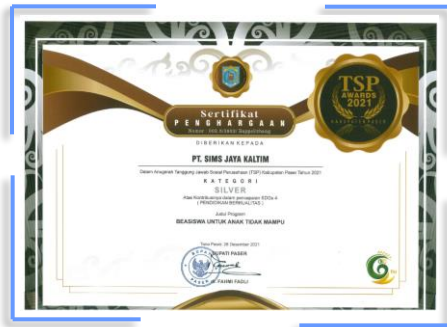 Sertifikat
PENGHARGAAN
TSP
AWARDS
2021
KABUPATEN PASER
DIBERIKAN KEPADA
PT. SIMS JAYA KALTIM
Dalam Anugerah Tanggung Jawab Sosial Perusahaan (TSP) Kabupaten Paser Tahun 2021
KATEGORI
SILVER
Atas Kontribusinya dalam pencapaian SDGs 4
( PENDIDIKAN BERKUALITAS )
Judul Program
BEASISWA UNTUK ANAK TIDAK MAMPU
Tana Paser, 28 Desember 2021
BUPATI PASER
FAHMI FADLI